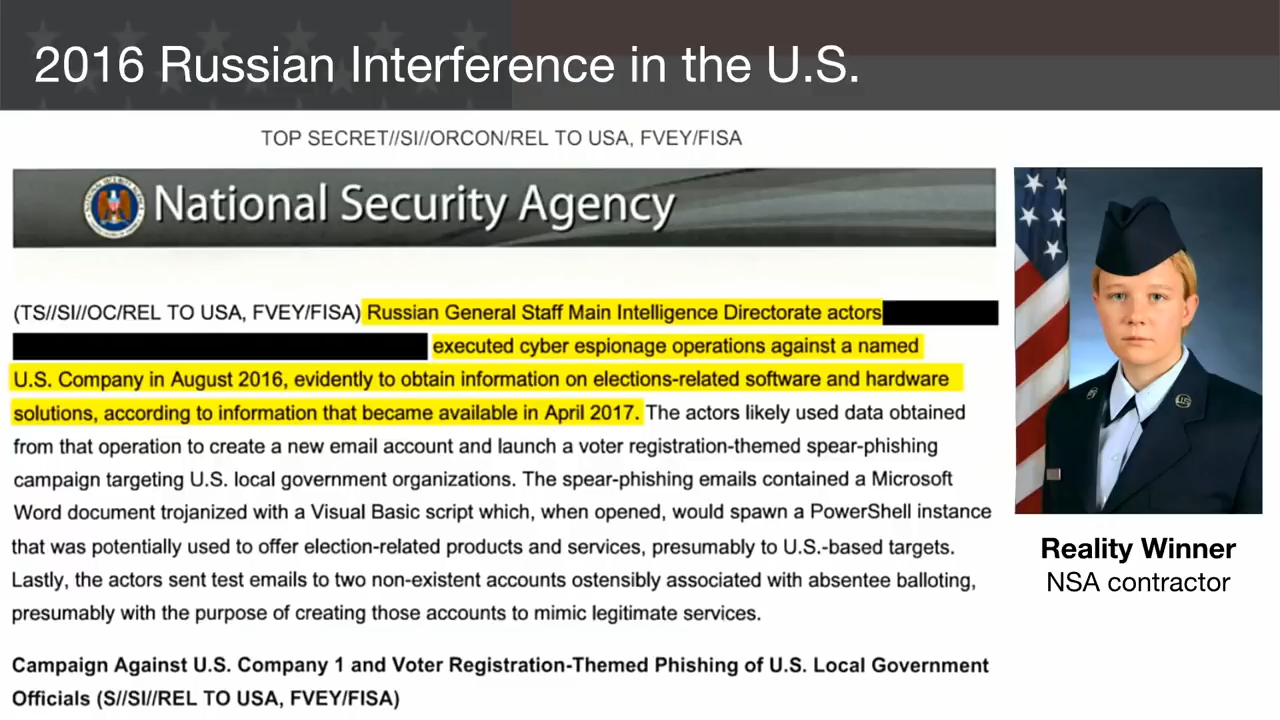 2016 Russian Interference in the U.S.
TOP SECRET//SI//ORCON/REL TO USA, FVEY/FISA
National Security Agency
(TS//SI//OC/REL TO USA, FVEY/FISA) Russian General Staff Main Intelligence Directorate actors
executed cyber espionage operations against a named
U.S. Company in August 2016, evidently to obtain information on elections-related software and hardware
solutions, according to information that became available in April 2017. The actors likely used data obtained
from that operation to create a new email account and launch a voter registration-themed spear-phishing
campaign targeting U.S. local government organizations. The spear-phishing emails contained a Microsoft
Word document trojanized with a Visual Basic script which, when opened, would spawn a PowerShell instance
that was potentially used to offer election-related products and services, presumably to U.S.-based targets.
Lastly, the actors sent test emails to two non-existent accounts ostensibly associated with absentee balloting,
presumably with the purpose of creating those accounts to mimic legitimate services.
Campaign Against U.S. Company 1 and Voter Registration-Themed Phishing of U.S. Local Government
Officials (S//SI//REL TO USA, FVEY/FISA)
Reality Winner
NSA contractor